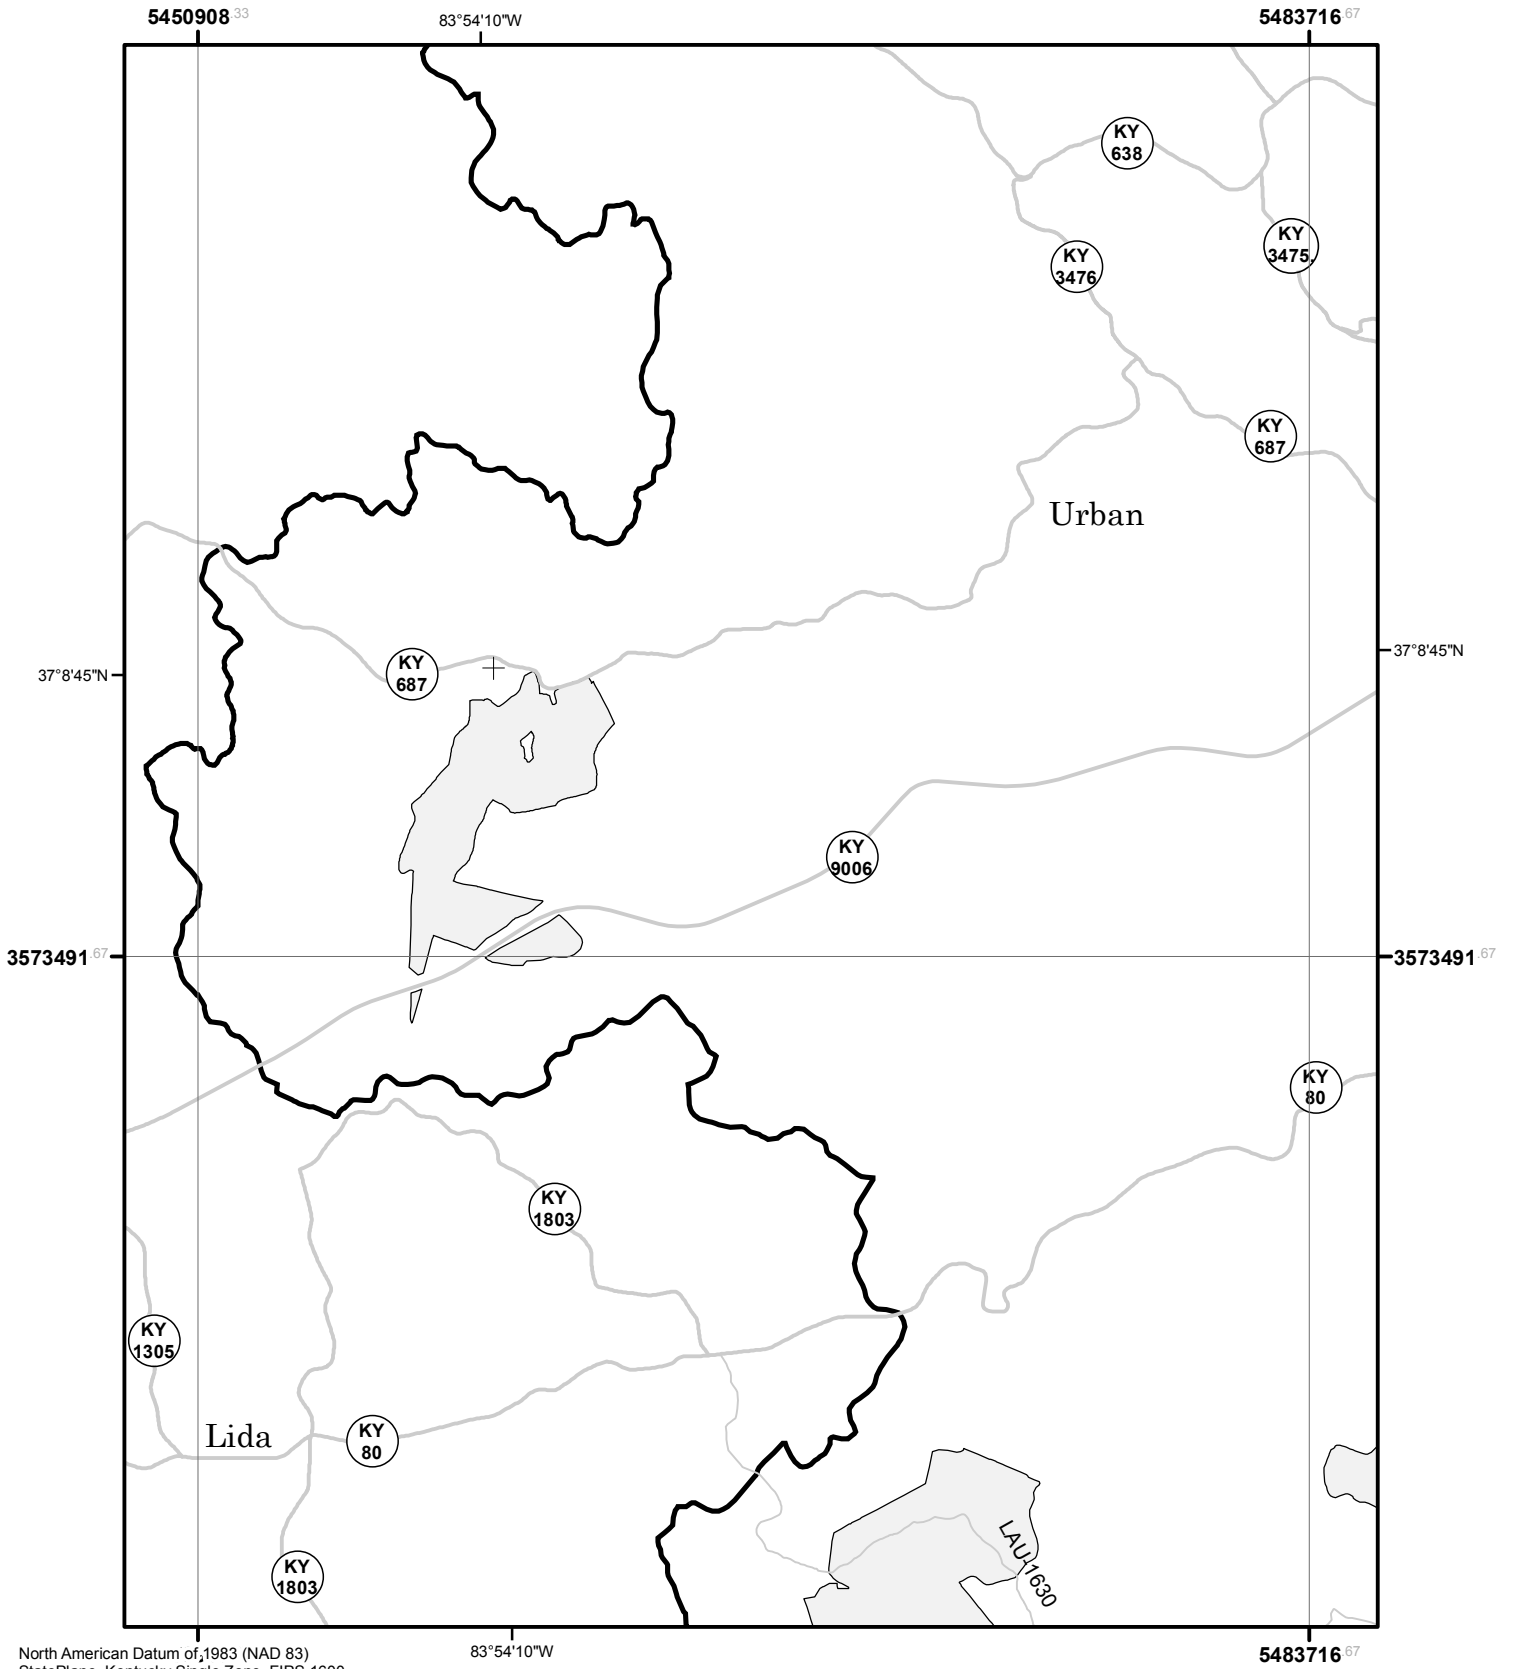 5450908.33
83°54'10"W
5483716.67
KY
638
KY
3475
KY
3476
KY
687
Urban
37°8'45"N
37°8'45"N
KY
687
KY
9006
3573491.67
3573491.67
KY
80
KY
1803
KY
1305
Lida
KY
80
LAU-1630
KY
1803
North American Datum of 1983 (NAD 83)
83°54'10"W
5483716.67